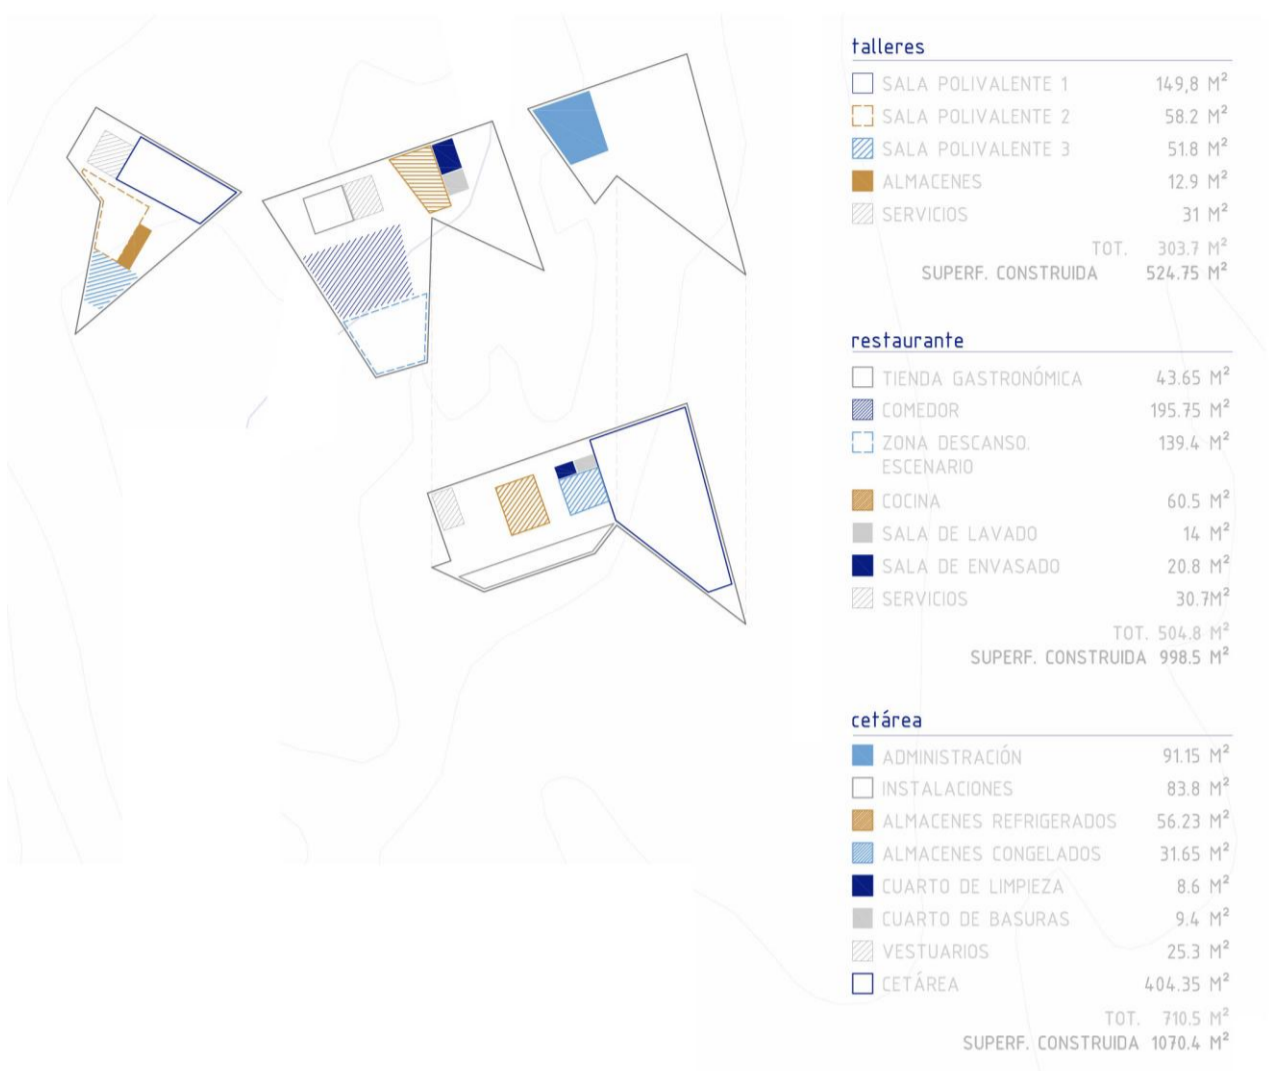 talleres
SALA POLIVALENTE 1 149,8 M²
SALA POLIVALENTE 2 58.2 M²
SALA POLIVALENTE 3 51.8 M²
ALMACENES 12.9 M²
SERVICIOS 31 M²
TOT. 303.7 M²
SUPERF. CONSTRUIDA 524.75 M²
restaurante
TIENDA GASTRONÓMICA 43.65 M²
COMEDOR 195.75 M²
ZONA DESCANSO. 139.4 M²
ESCENARIO
COCINA 60.5 M²
SALA DE LAVADO 14 M²
SALA DE ENVASADO 20.8 M²
SERVICIOS 30.7M²
TOT. 504.8 M²
SUPERF. CONSTRUIDA 998.5 M²
cetárea
ADMINISTRACIÓN 91.15 M²
INSTALACIONES 83.8 M²
ALMACENES REFRIGERADOS 56.23 M²
ALMACENES CONGELADOS 31.65 M²
CUARTO DE LIMPIEZA 8.6 M²
CUARTO DE BASURAS 9.4 M²
VESTUARIOS 25.3 M²
CETÁREA 404.35 M²
TOT. 710.5 M²
SUPERF. CONSTRUIDA 1070.4 M²